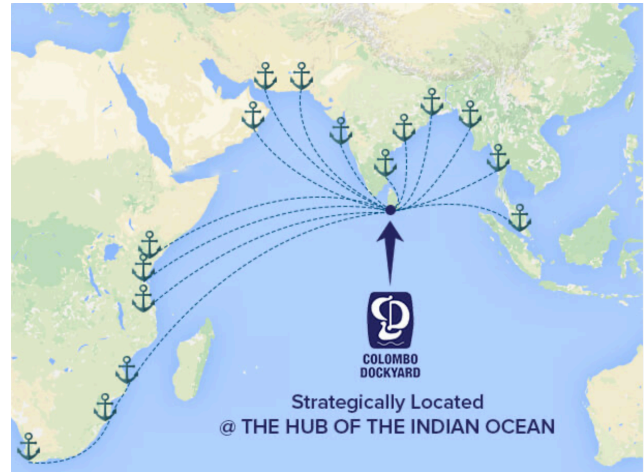 COLOMBO
DOCKYARD
Strategically Located
@ THE HUB OF THE INDIAN OCEAN